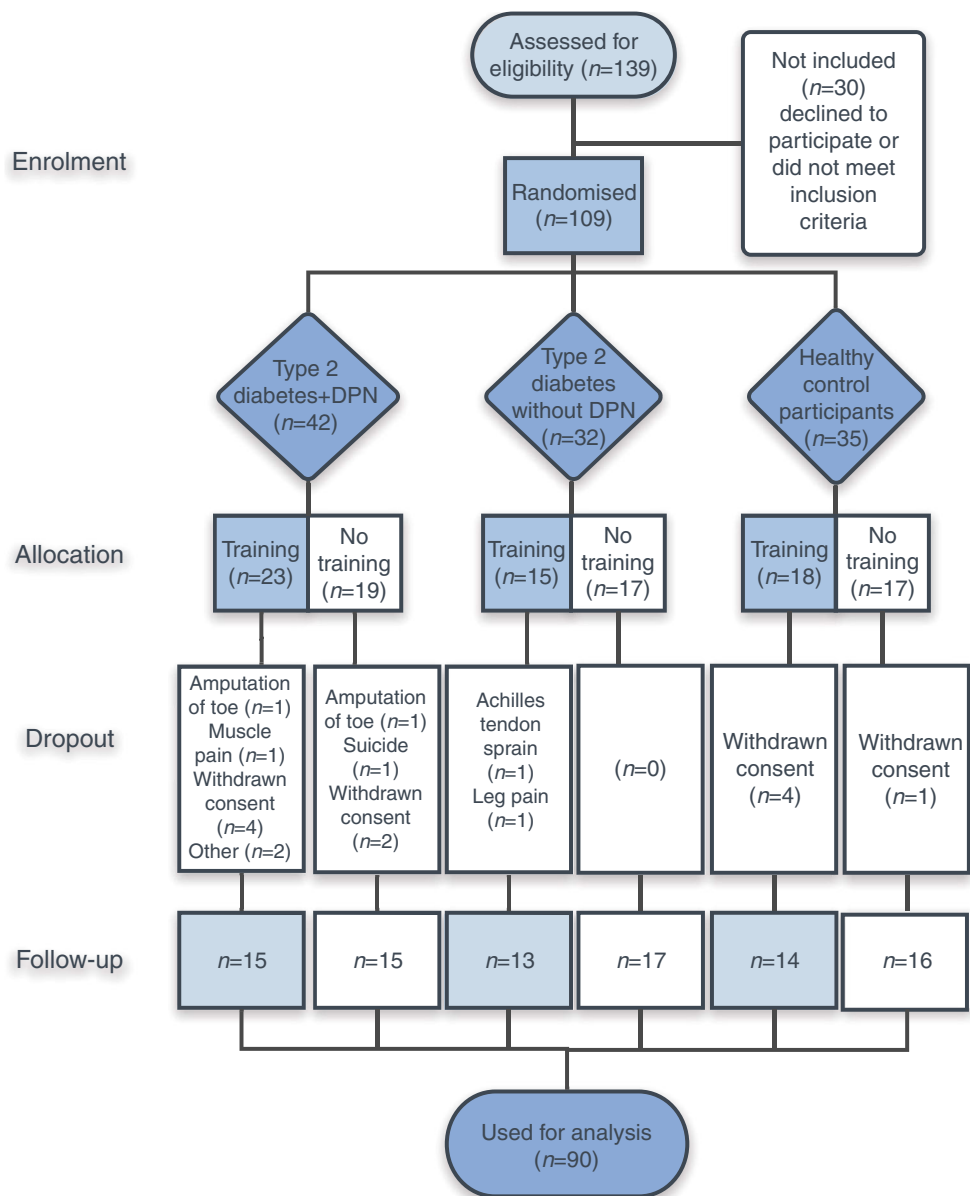 Assessed for
eligibility (n=139)
Not included
(n=30)
declined to
participate or
did not meet
inclusion
criteria
Enrolment
Randomised
(n=109)
Type 2
diabetes+DPN
(n=42)
Type 2
diabetes
without DPN
(n=32)
Healthy
control
participants
(n=35)
Allocation
Training
(n=23)
No
training
(n=19)
Training
(n=15)
No
training
(n=17)
Training
(n=18)
No
training
(n=17)
Dropout
Amputation
of toe (n=1)
Muscle
pain (n=1)
Withdrawn
consent
(n=4)
Other (n=2)
Amputation
of toe (n=1)
Suicide
(n=1)
Withdrawn
consent
(n=2)
Achilles
tendon
sprain
(n=1)
Leg pain
(n=1)
(n=0)
Withdrawn
consent
(n=4)
Withdrawn
consent
(n=1)
Follow-up
n=15
n=15
n=13
n=17
n=14
n=16
Used for analysis
(n=90)